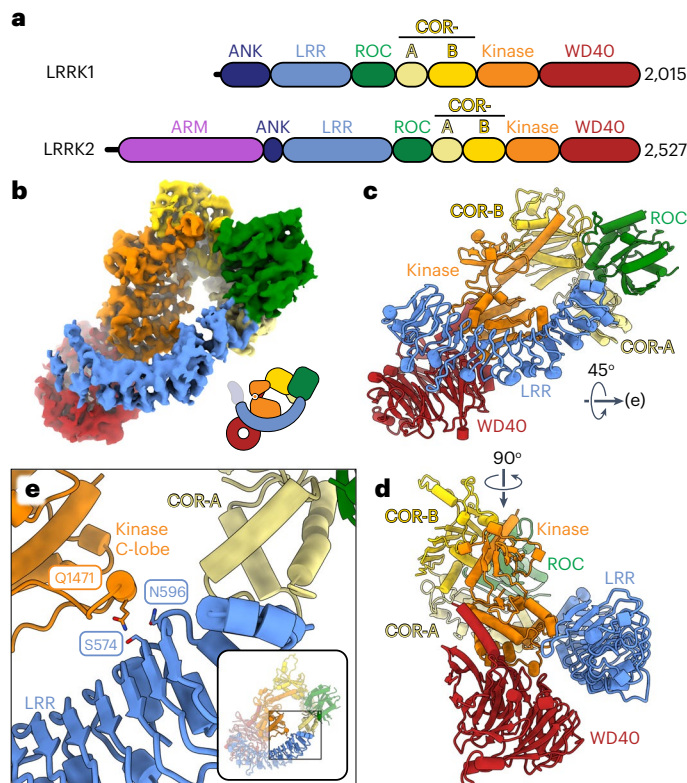 a
COR-
ANK LRR ROC A B Kinase WD40
LRRK1 2,015
COR-
ARM ANK LRR ROC A B Kinase WD40
LRRK2 2,527
b
c
COR-B
ROC
Kinase
COR-A
LRR
45°
(e)
WD40
e
COR-A
Kinase
C-lobe
Q1471
N596
S574
LRR
90°
d
COR-B
Kinase
ROC
LRR
COR-A
WD40